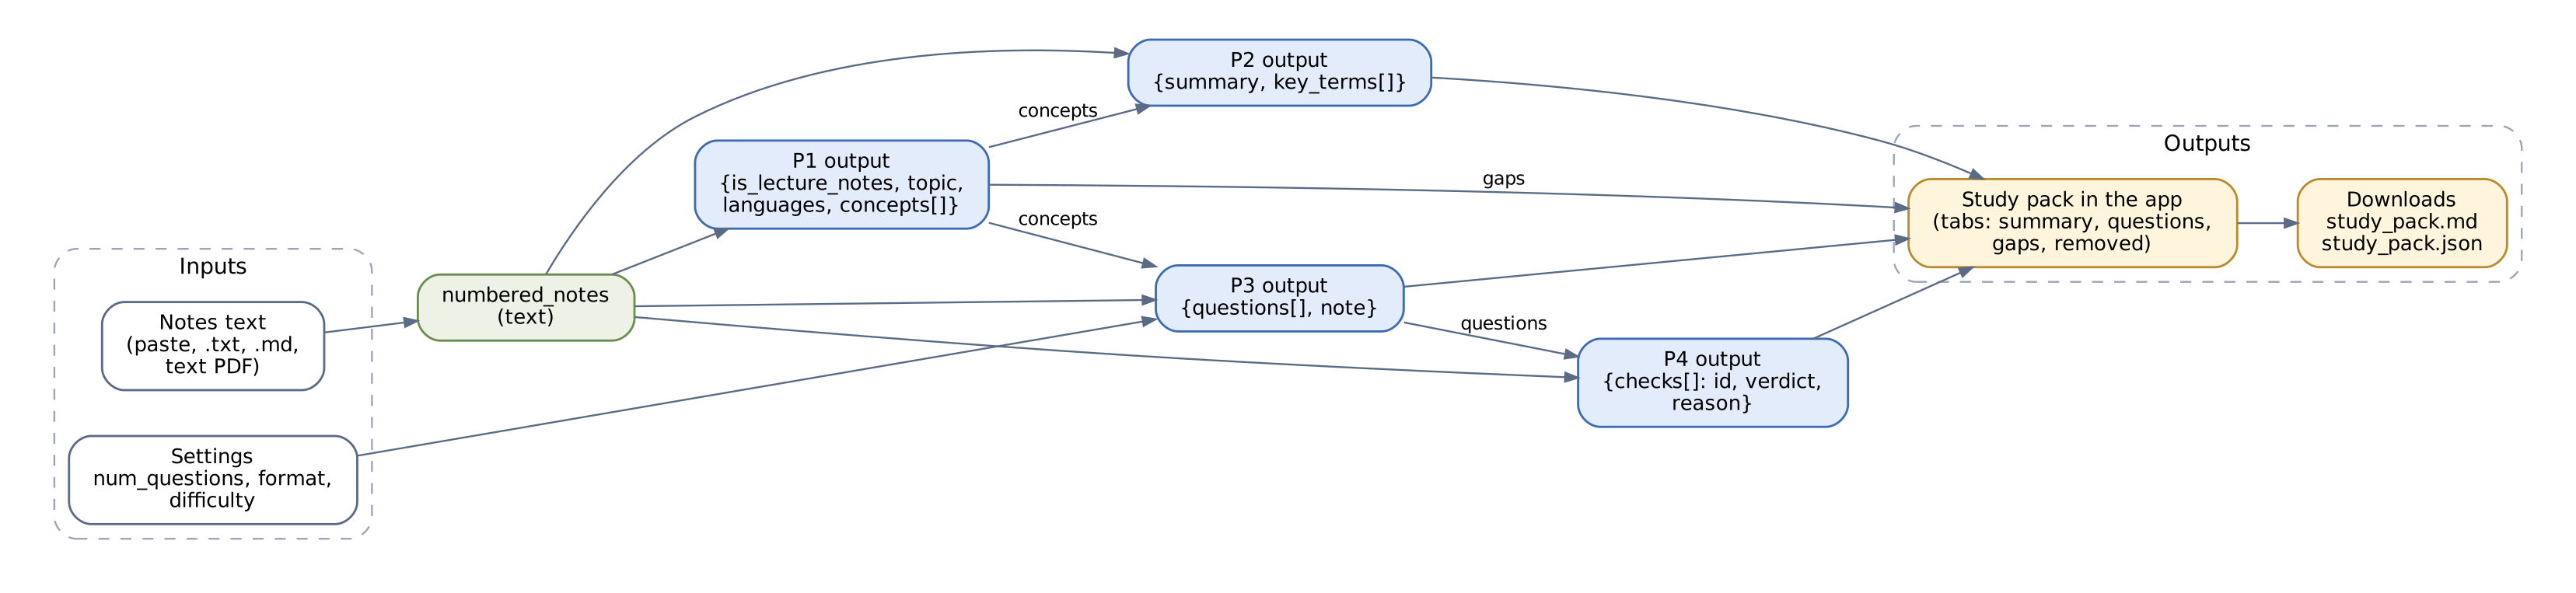 Inputs
Notes text
(paste, .txt, .md,
text PDF)
Settings
num_questions, format,
difficulty
numbered_notes
(text)
P1 output
{is_lecture_notes, topic,
languages, concepts[]}
concepts
concepts
gaps
P2 output
{summary, key_terms[]}
P3 output
{questions[], note}
questions
P4 output
{checks[]: id, verdict,
reason}
Outputs
Study pack in the app
(tabs: summary, questions,
gaps, removed)
Downloads
study_pack.md
study_pack.json